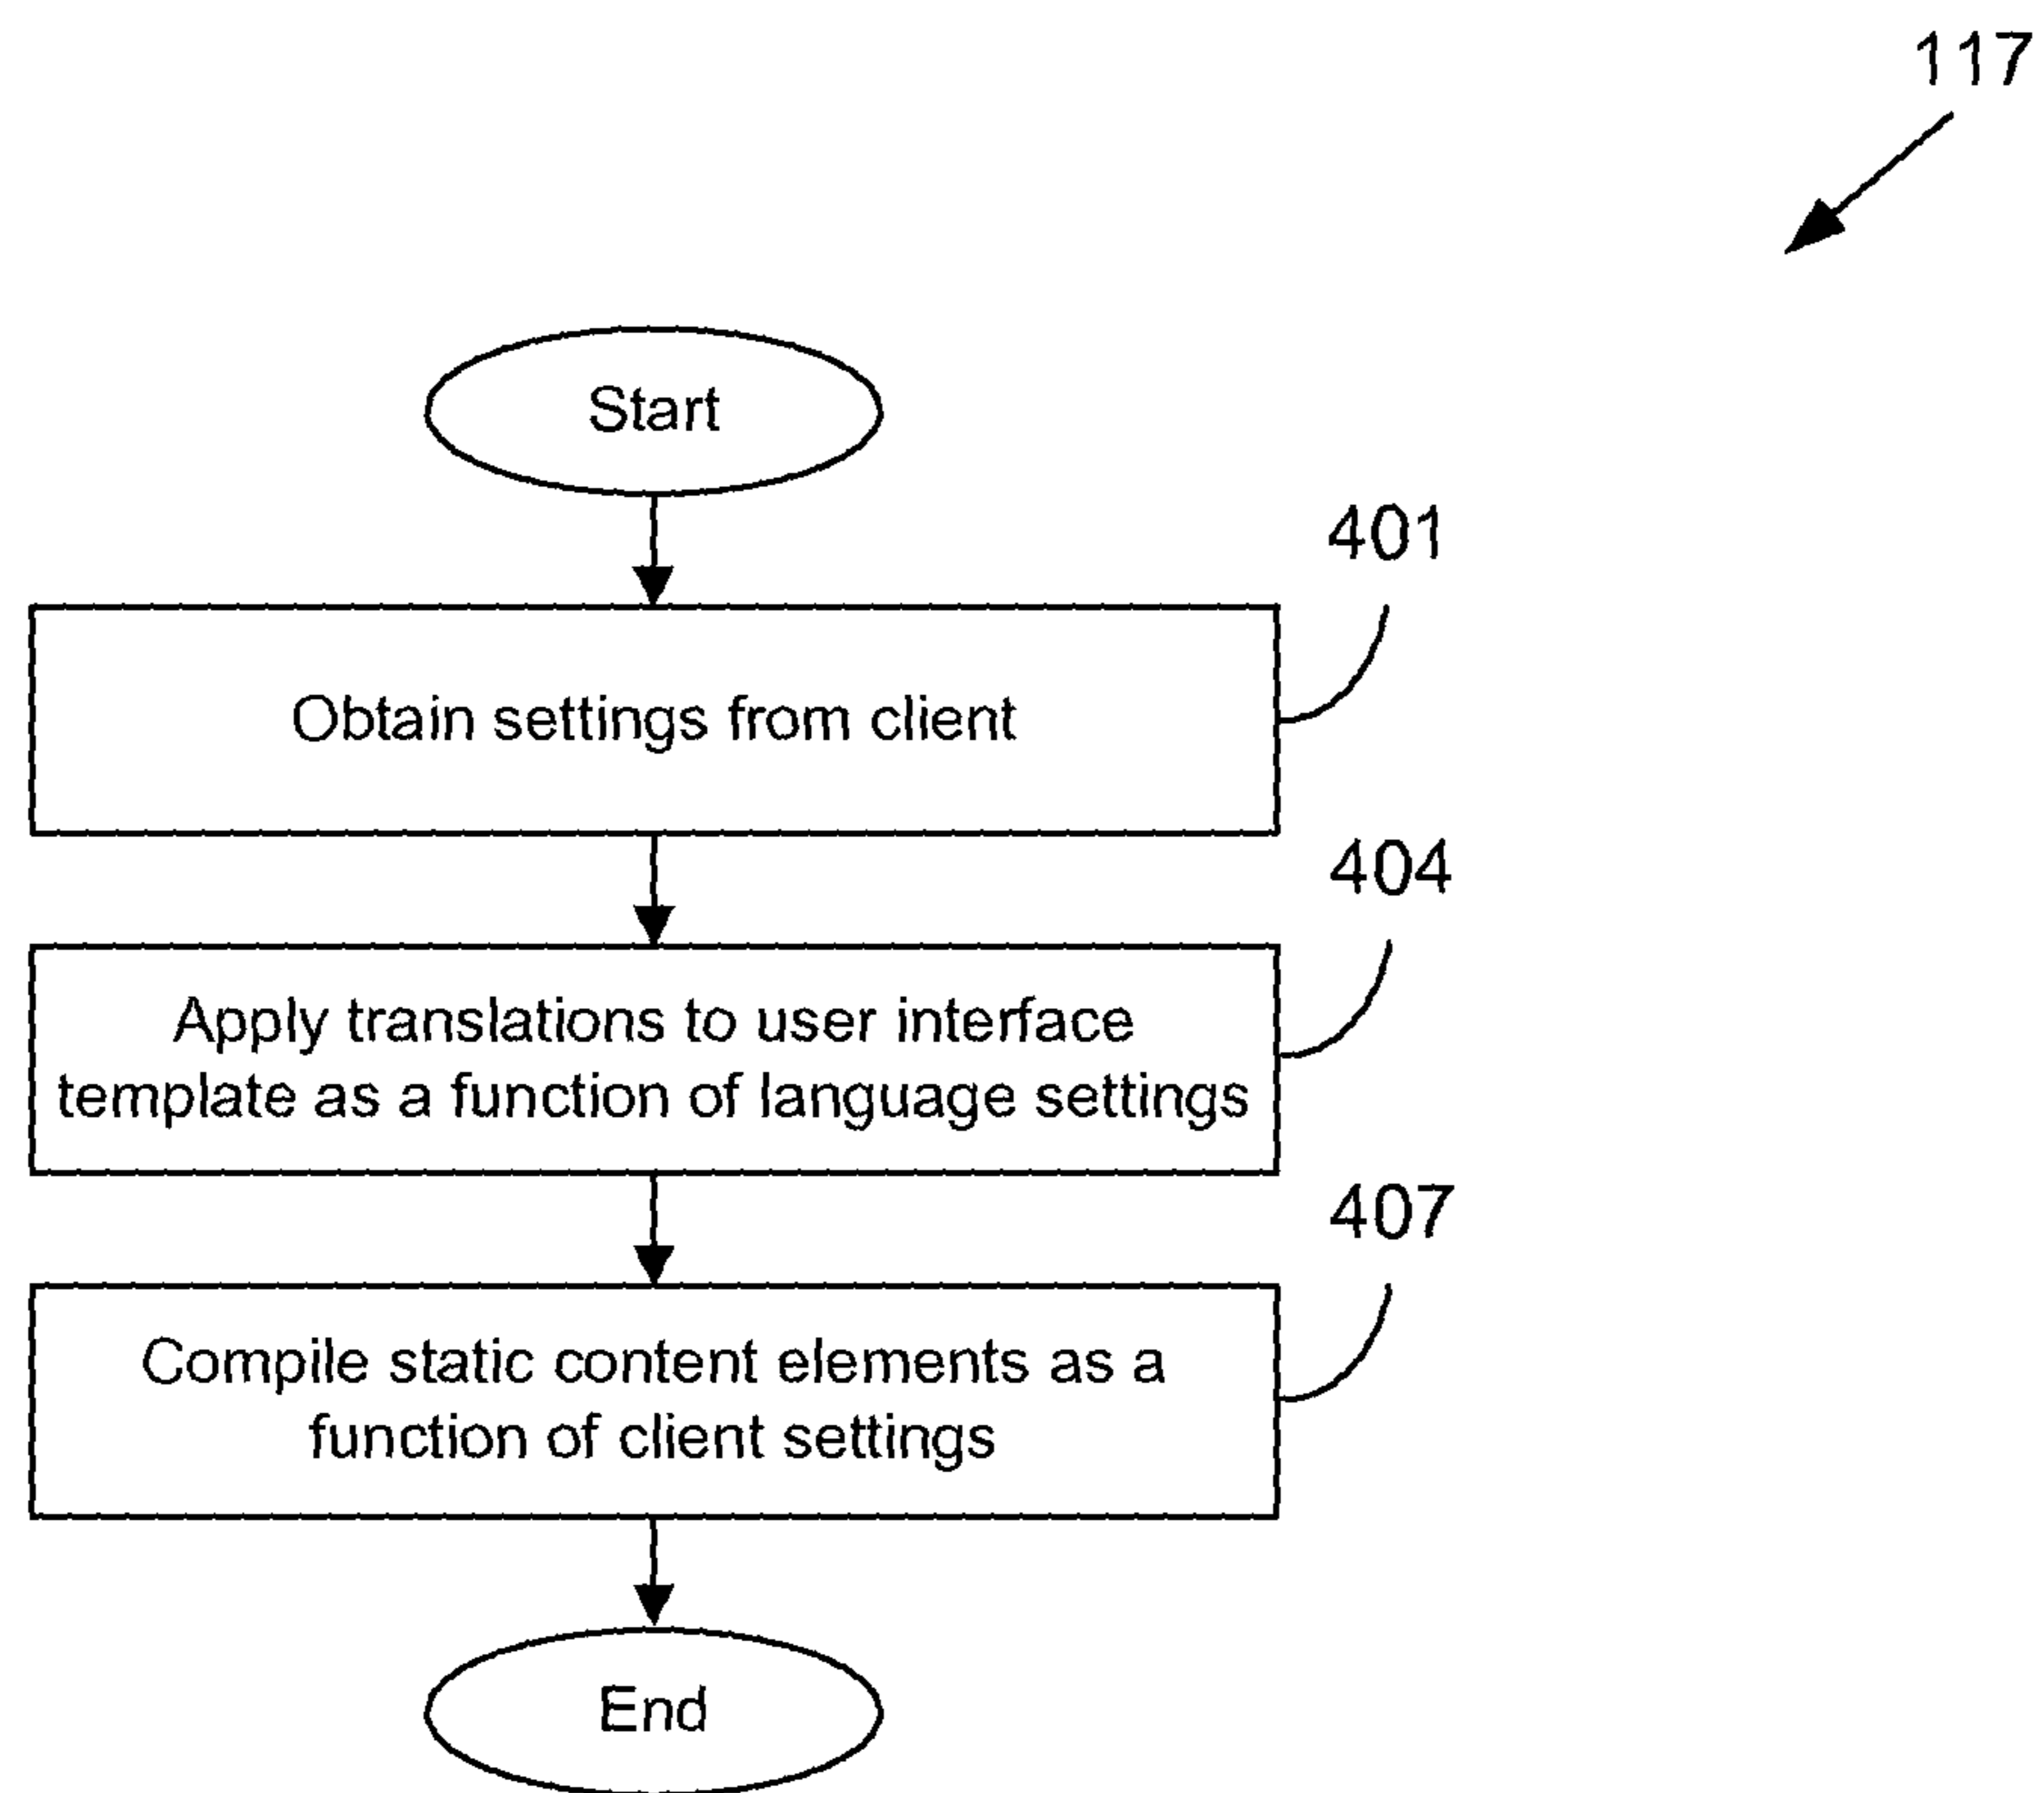 117
Start
401
Obtain settings from client
404
Apply translations to user interface
template as a function of language settings
407
Compile static content elements as a
function of client settings
End